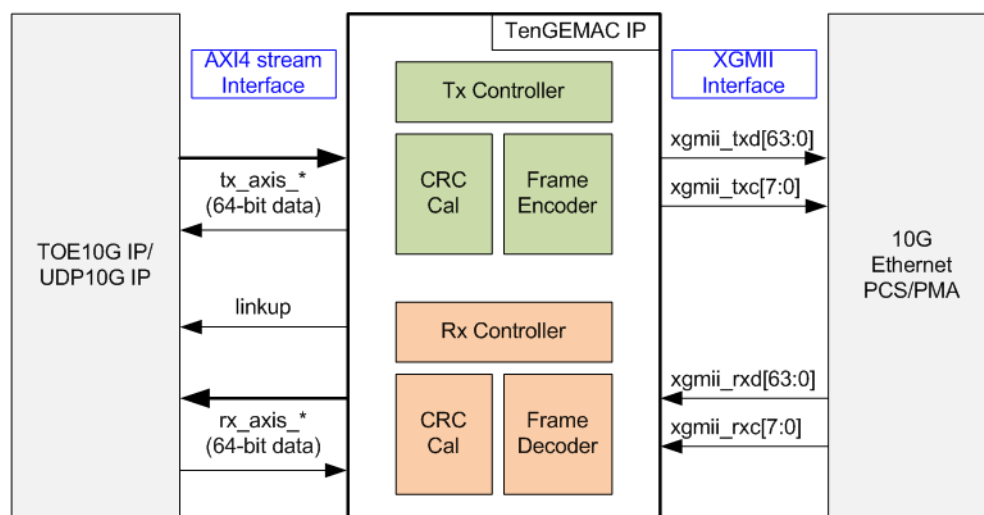 TenGEMAC IP
AXI4 stream
Interface
XGMII
Interface
Tx Controller
CRC
Cal
Frame
Encoder
tx_axis_*
(64-bit data)
xgmii_txd[63:0]
xgmii_txc[7:0]
TOE10G IP/
UDP10G IP
10G
Ethernet
PCS/PMA
linkup
Rx Controller
CRC
Cal
Frame
Decoder
rx_axis_*
(64-bit data)
xgmii_rxd[63:0]
xgmii_rxc[7:0]